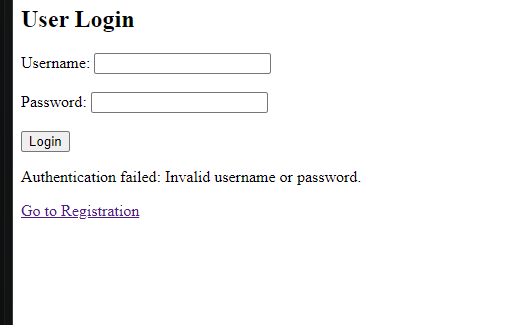 User Login
Username:
Password:
Login
Authentication failed: Invalid username or password.
Go to Registration